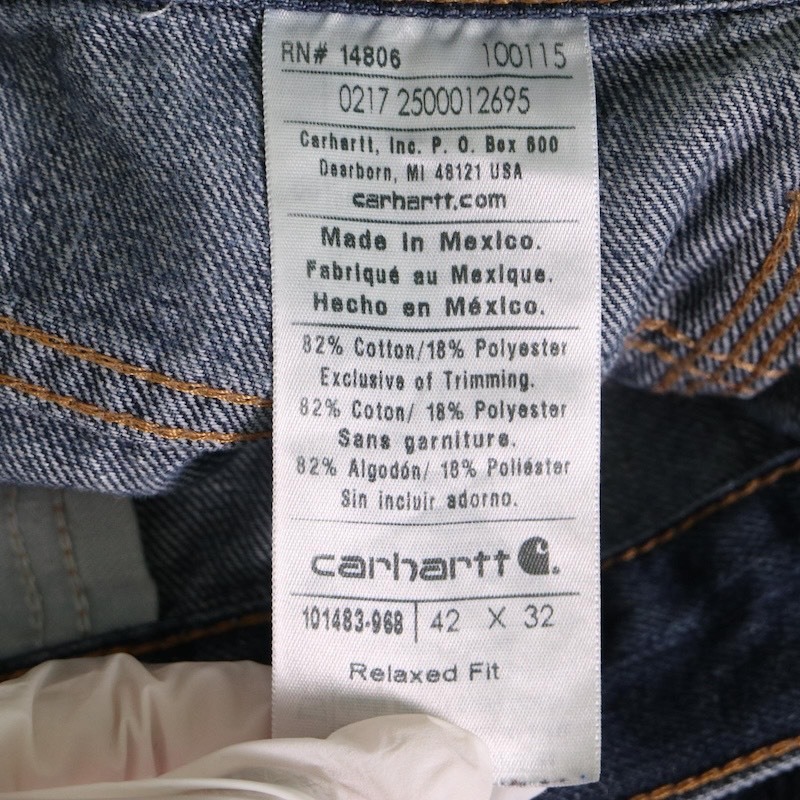 RN# 14806 100115
0217 2500012695
Carhartt, Inc. P. O. Box 600
Dearborn, MI 48121 USA
carhartt.com
Made in Mexico.
Fabriqué au Mexique.
Hecho en México.
82% Cotton/18% Polyester
Exclusive of Trimming.
82% Coton/ 18% Polyester
Sans garniture.
82% Algodón/ 18% Poliéster
Sin incluir adorno.
carhartt
101483-968 42 X 32
Relaxed Fit